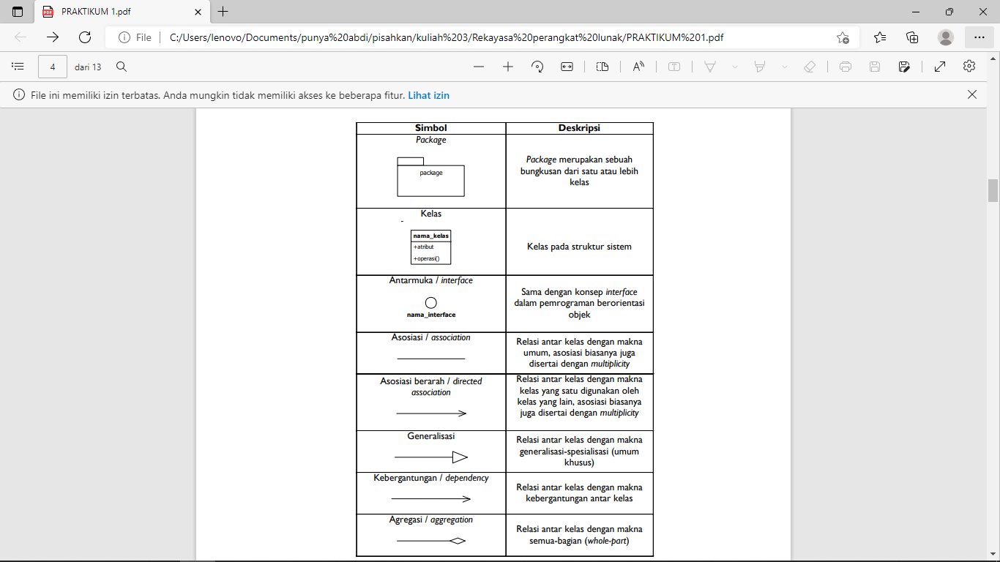 PRAKTIKUM 1.pdf
File
C:/Users/lenovo/Documents/punya%20abdi/pisahkan/kuliah%203/Rekayasa%20perangkat%20lunak/PRAKTIKUM%201.pdf
4 dari 13
File ini memiliki izin terbatas. Anda mungkin tidak memiliki akses ke beberapa fitur. Lihat izin
Simbol
Deskripsi
Package
package
Package merupakan sebuah
bungkusan dari satu atau lebih
kelas
Kelas
-
nama_kelas
+atribut
+operasi()
Kelas pada struktur sistem
Antarmuka / interface
nama_interface
Sama dengan konsep interface
dalam pemrograman berorientasi
objek
Asosiasi / association
Relasi antar kelas dengan makna
umum, asosiasi biasanya juga
disertai dengan multiplicity
Asosiasi berarah / directed
association
Relasi antar kelas dengan makna
kelas yang satu digunakan oleh
kelas yang lain, asosiasi biasanya
juga disertai dengan multiplicity
Generalisasi
Relasi antar kelas dengan makna
generalisasi-spesialisasi (umum
khusus)
Kebergantungan / dependency
Relasi antar kelas dengan makna
kebergantungan antar kelas
Agregasi / aggregation
Relasi antar kelas dengan makna
semua-bagian (whole-part)